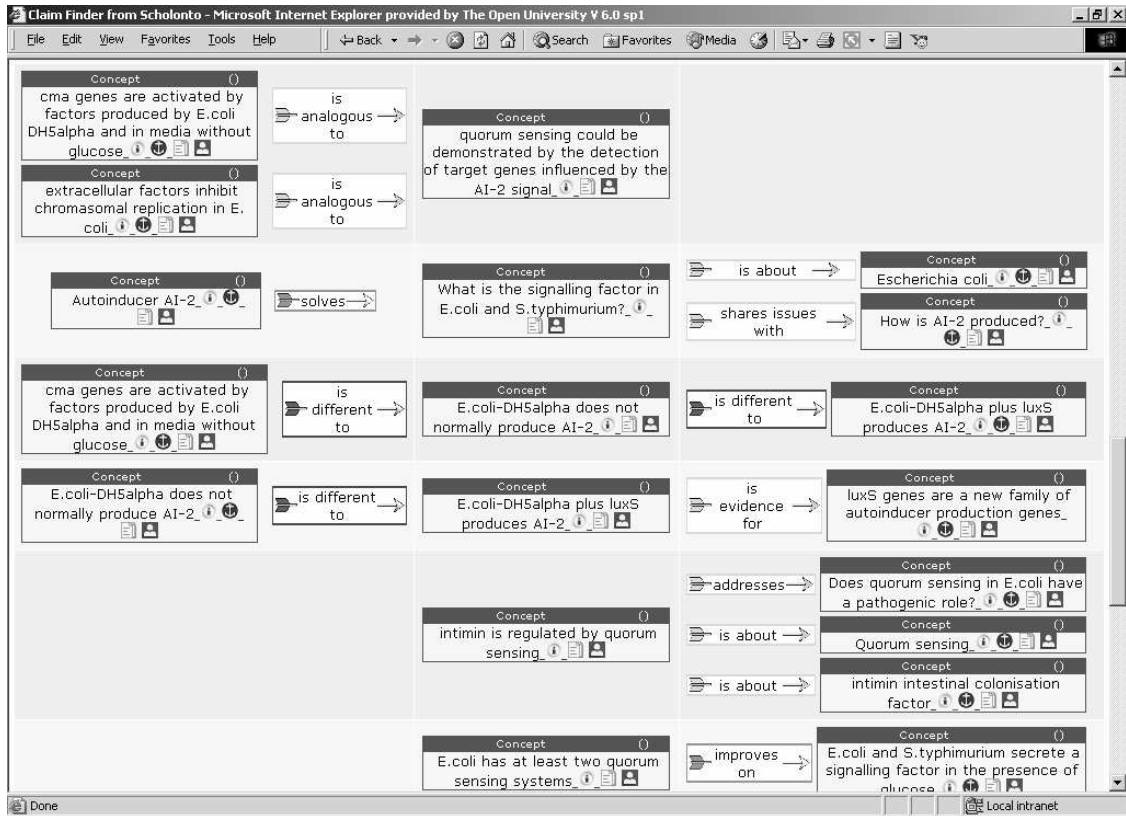 Claim Finder from Scholonto - Microsoft Internet Explorer provided by The Open University V 6.0 sp1
File Edit View Favorites Tools Help
Back Search Favorites Media
Concept ()
cma genes are activated by
factors produced by E.coli
DH5alpha and in media without
glucose_
is
analogous
to
Concept ()
extracellular factors inhibit
chromasomal replication in E.
coli_
is
analogous
to
Concept ()
quorum sensing could be
demonstrated by the detection
of target genes influenced by the
AI-2 signal_
Concept ()
Autoinducer AI-2_
solves
Concept ()
What is the signalling factor in
E.coli and S.typhimurium?_
is about
Concept ()
Escherichia coli_
shares issues
with
Concept ()
How is AI-2 produced?_
Concept ()
cma genes are activated by
factors produced by E.coli
DH5alpha and in media without
glucose_
is
different
to
Concept ()
E.coli-DH5alpha does not
normally produce AI-2_
is different
to
Concept ()
E.coli-DH5alpha plus luxS
produces AI-2_
Concept ()
E.coli-DH5alpha does not
normally produce AI-2_
is different
to
Concept ()
E.coli-DH5alpha plus luxS
produces AI-2_
is
evidence
for
Concept ()
luxS genes are a new family of
autoinducer production genes_
Concept ()
intimin is regulated by quorum
sensing_
addresses
Concept ()
Does quorum sensing in E.coli have
a pathogenic role?_
is about
Concept ()
Quorum sensing_
is about
Concept ()
intimin intestinal colonisation
factor_
Concept ()
E.coli has at least two quorum
sensing systems_
improves
on
Concept ()
E.coli and S.typhimurium secrete a
signalling factor in the presence of
glucose_
Done
Local intranet